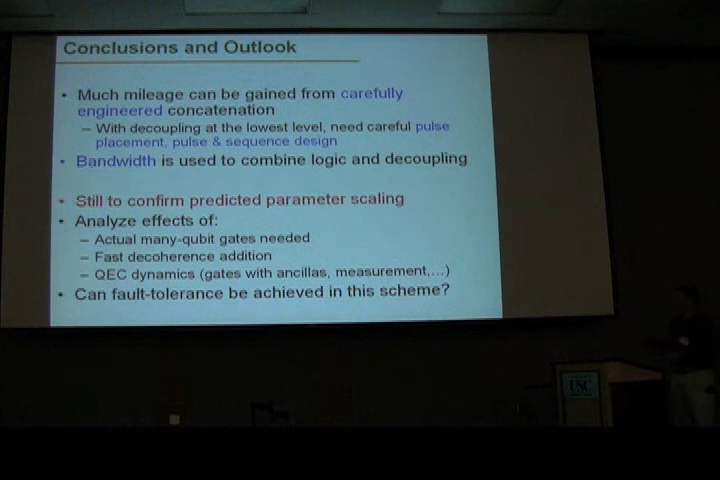 Conclusions and Outlook
• Much mileage can be gained from carefully
engineered concatenation
– With decoupling at the lowest level, need careful pulse
placement, pulse & sequence design
• Bandwidth is used to combine logic and decoupling
• Still to confirm predicted parameter scaling
• Analyze effects of:
– Actual many-qubit gates needed
– Fast decoherence addition
– QEC dynamics (gates with ancillas, measurement,...)
• Can fault-tolerance be achieved in this scheme?
USC